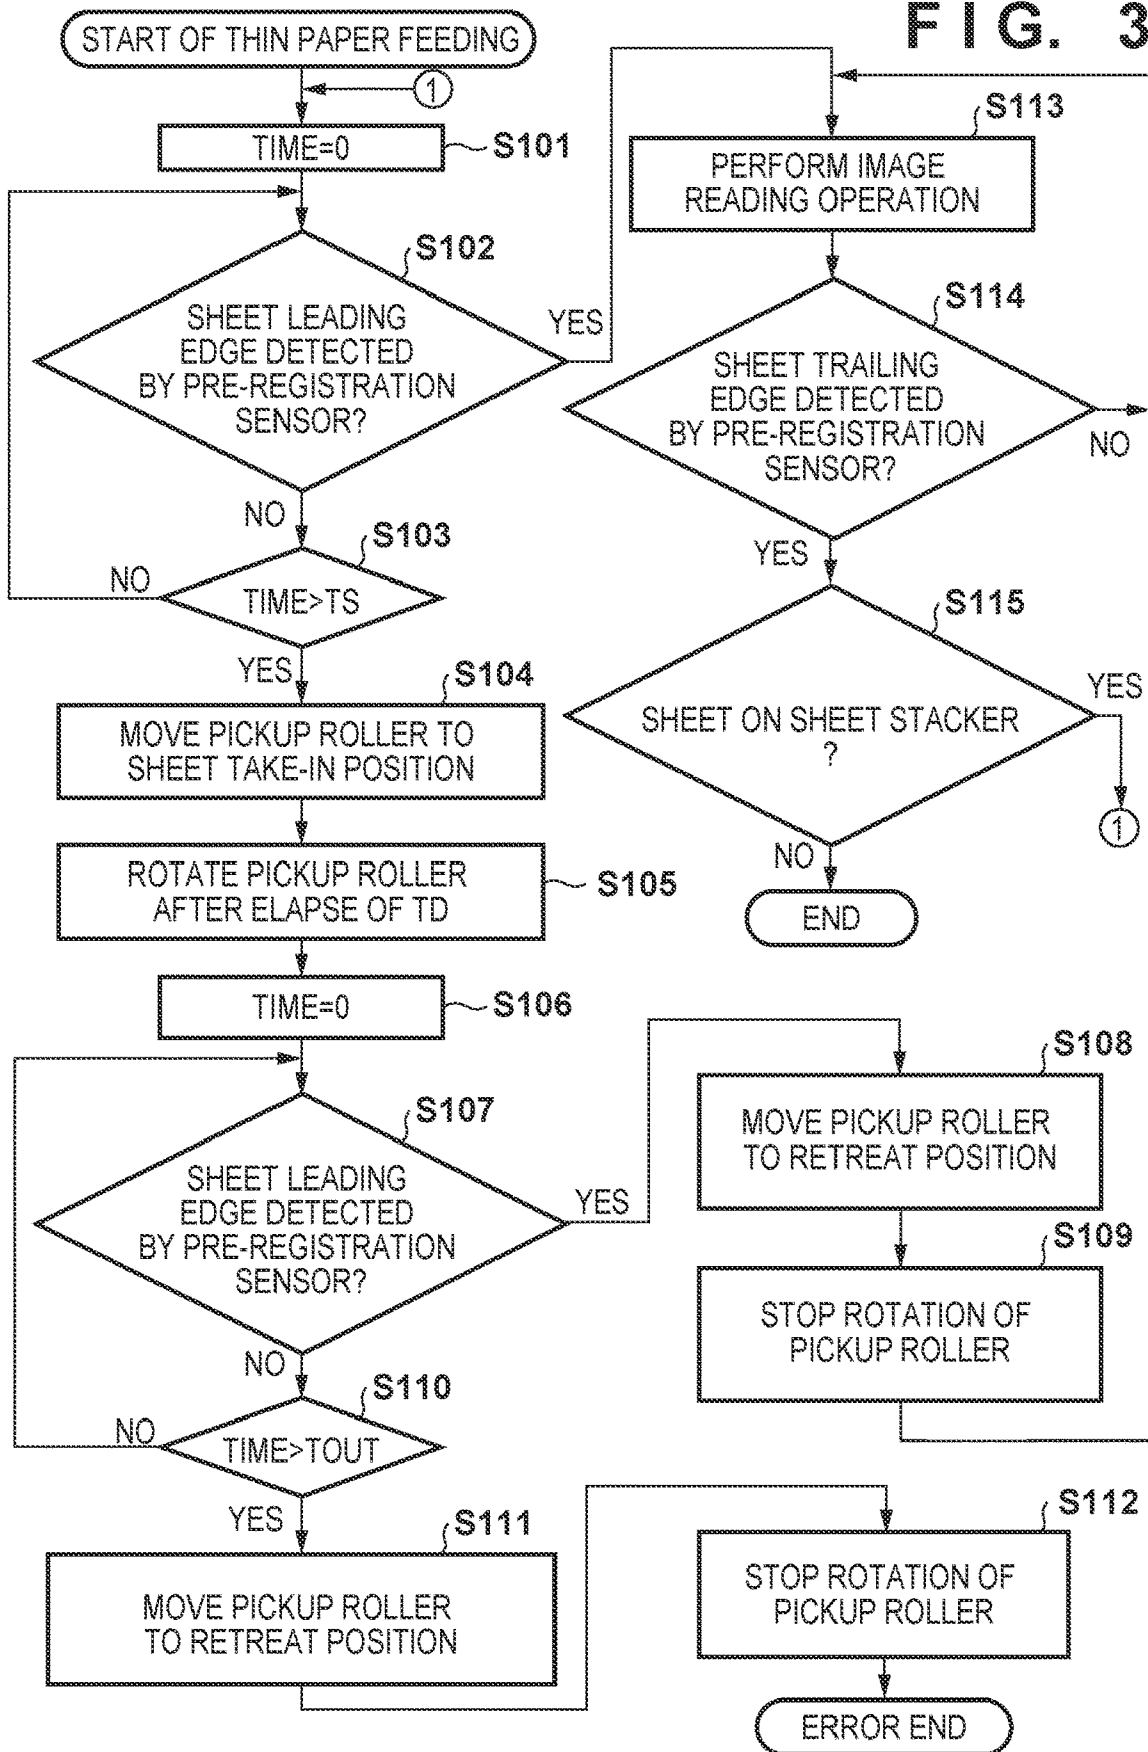 FIG. 3
START OF THIN PAPER FEEDING
1
TIME=0
S101
SHEET LEADING
EDGE DETECTED
BY PRE-REGISTRATION
SENSOR?
S102
YES
NO
TIME>TS
S103
NO
YES
MOVE PICKUP ROLLER TO
SHEET TAKE-IN POSITION
S104
ROTATE PICKUP ROLLER
AFTER ELAPSE OF TD
S105
TIME=0
S106
SHEET LEADING
EDGE DETECTED
BY PRE-REGISTRATION
SENSOR?
S107
YES
NO
MOVE PICKUP ROLLER
TO RETREAT POSITION
S108
STOP ROTATION OF
PICKUP ROLLER
S109
TIME>TOUT
S110
NO
YES
MOVE PICKUP ROLLER
TO RETREAT POSITION
S111
STOP ROTATION OF
PICKUP ROLLER
S112
ERROR END
PERFORM IMAGE
READING OPERATION
S113
SHEET TRAILING
EDGE DETECTED
BY PRE-REGISTRATION
SENSOR?
S114
NO
YES
SHEET ON SHEET STACKER
?
S115
YES
1
NO
END